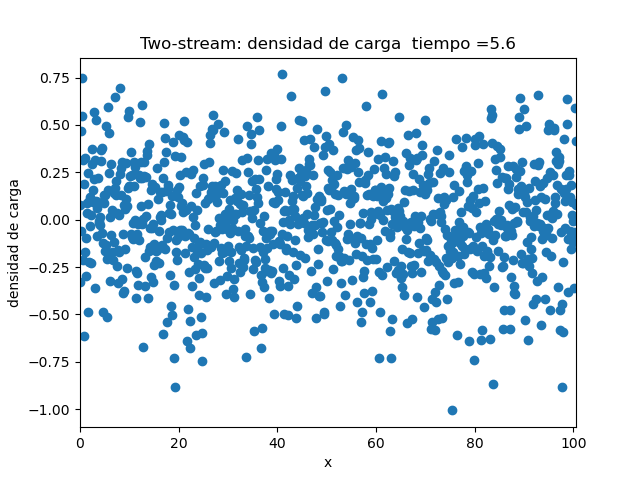 Two-stream: densidad de carga  tiempo =5.6
densidad de carga
0.75
0.50
0.25
0.00
−0.25
−0.50
−0.75
−1.00
0 20 40 60 80 100
x